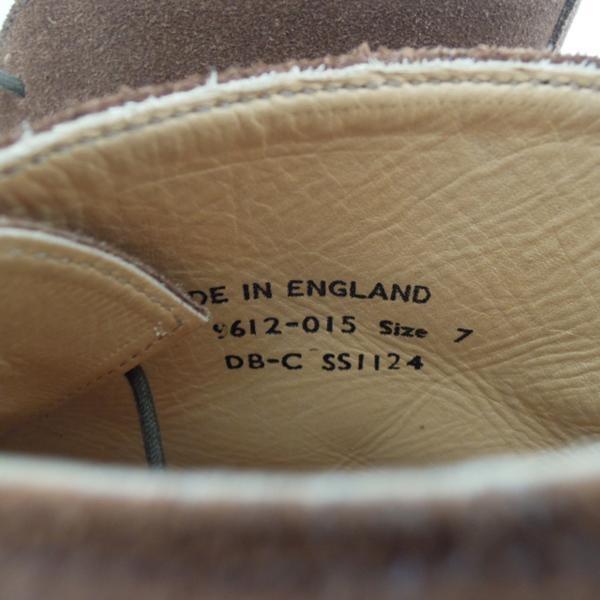 DE IN ENGLAND
9612-015 Size 7
DB-C SS1124